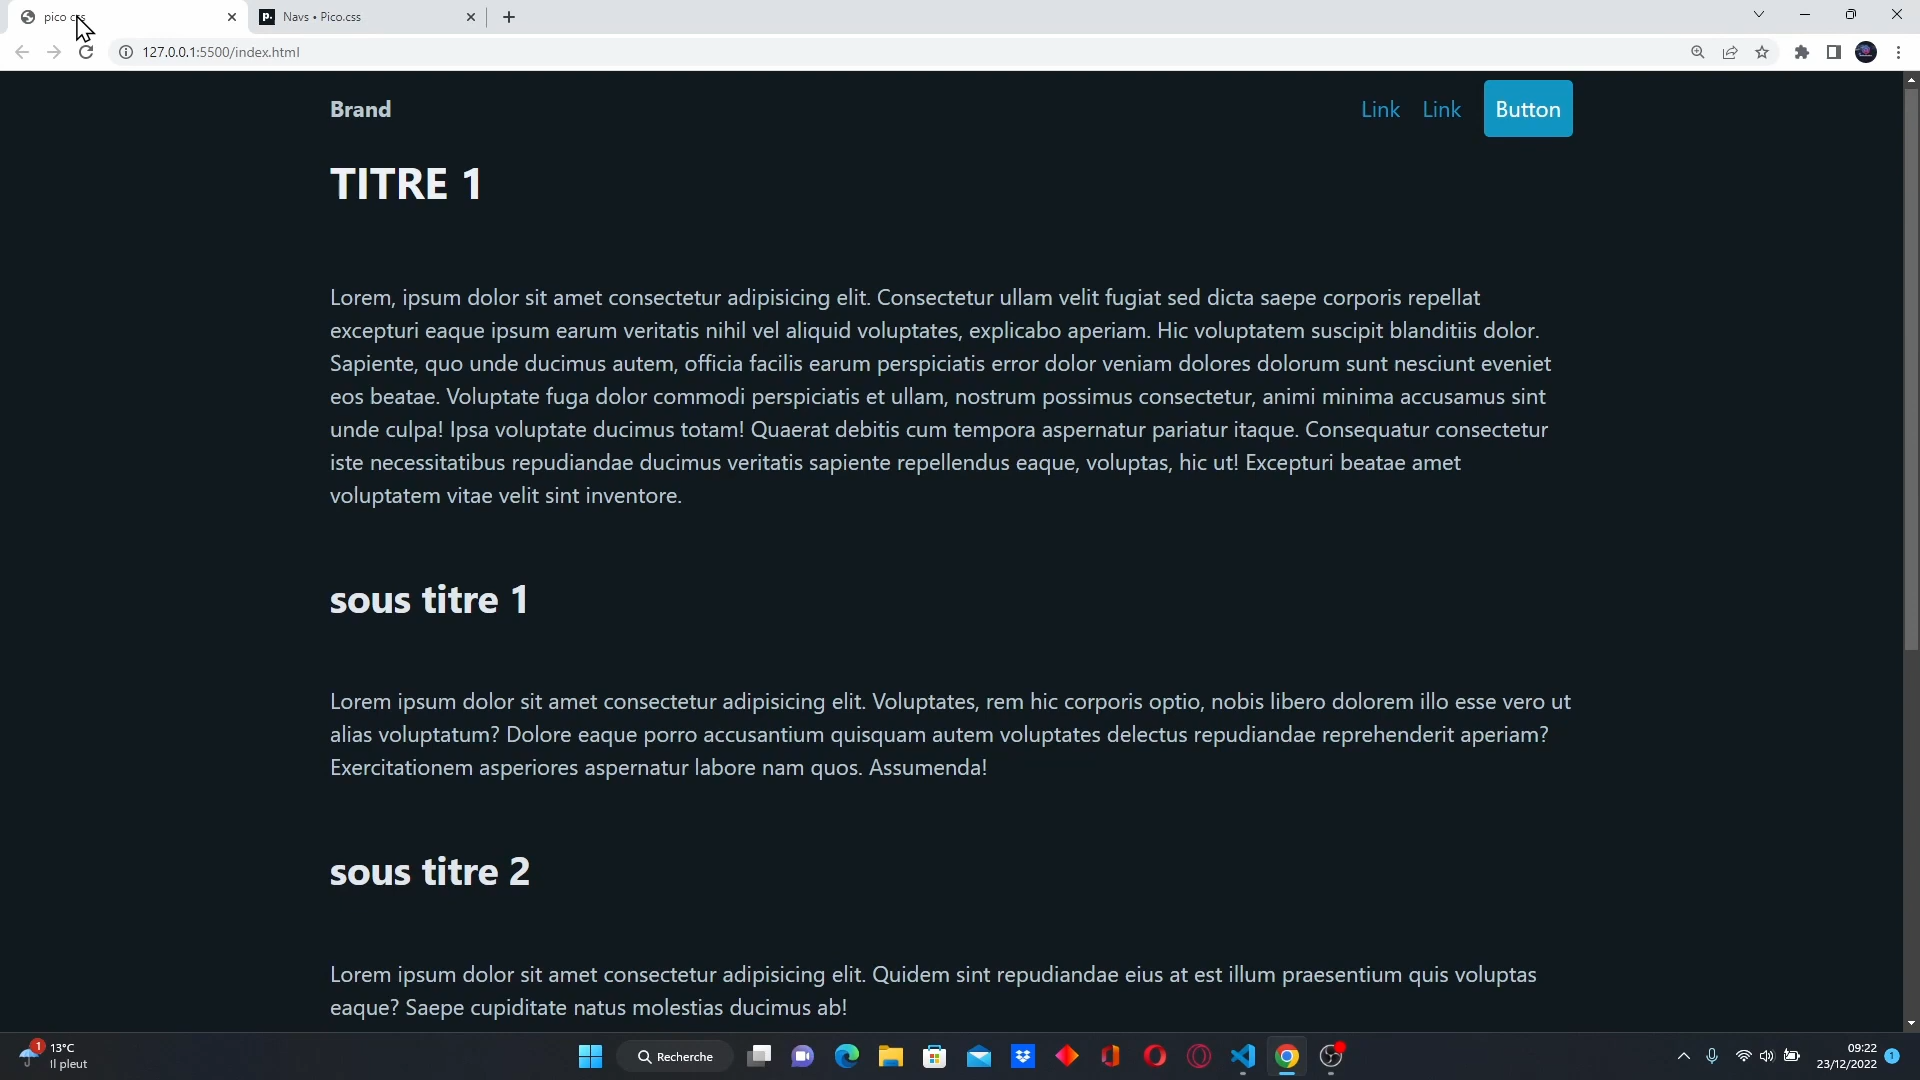 pico css
Navs • Pico.css
127.0.0.1:5500/index.html
Brand
Link
Link
Button
TITRE 1
Lorem, ipsum dolor sit amet consectetur adipisicing elit. Consectetur ullam velit fugiat sed dicta saepe corporis repellat
excepturi eaque ipsum earum veritatis nihil vel aliquid voluptates, explicabo aperiam. Hic voluptatem suscipit blanditiis dolor.
Sapiente, quo unde ducimus autem, officia facilis earum perspiciatis error dolor veniam dolores dolorum sunt nesciunt eveniet
eos beatae. Voluptate fuga dolor commodi perspiciatis et ullam, nostrum possimus consectetur, animi minima accusamus sint
unde culpa! Ipsa voluptate ducimus totam! Quaerat debitis cum tempora aspernatur pariatur itaque. Consequatur consectetur
iste necessitatibus repudiandae ducimus veritatis sapiente repellendus eaque, voluptas, hic ut! Excepturi beatae amet
voluptatem vitae velit sint inventore.
sous titre 1
Lorem ipsum dolor sit amet consectetur adipisicing elit. Voluptates, rem hic corporis optio, nobis libero dolorem illo esse vero ut
alias voluptatum? Dolore eaque porro accusantium quisquam autem voluptates delectus repudiandae reprehenderit aperiam?
Exercitationem asperiores aspernatur labore nam quos. Assumenda!
sous titre 2
Lorem ipsum dolor sit amet consectetur adipisicing elit. Quidem sint repudiandae eius at est illum praesentium quis voluptas
eaque? Saepe cupiditate natus molestias ducimus ab!
1
13°C
Il pleut
Recherche
09:22
23/12/2022
1